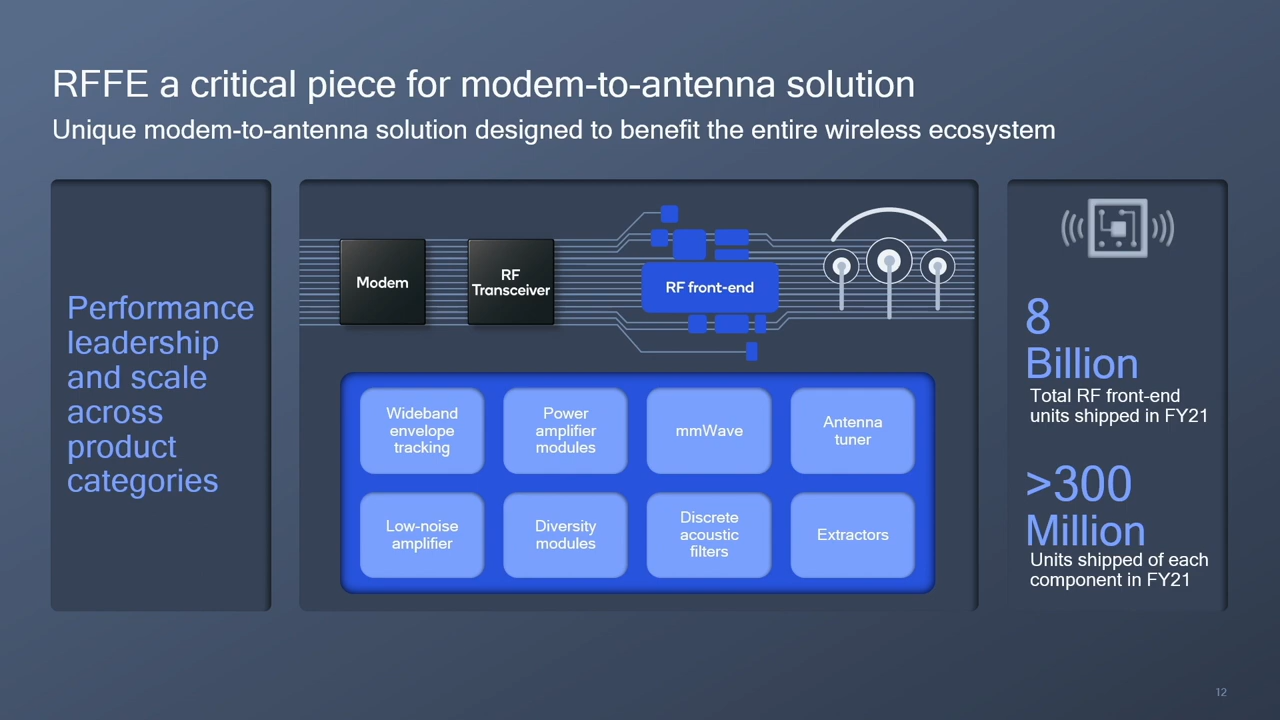 RFFE a critical piece for modem-to-antenna solution
Unique modem-to-antenna solution designed to benefit the entire wireless ecosystem
Performance
leadership
and scale
across
product
categories
Modem
RF
Transceiver
RF front-end
Wideband
envelope
tracking
Power
amplifier
modules
mmWave
Antenna
tuner
Low-noise
amplifier
Diversity
modules
Discrete
acoustic
filters
Extractors
8
Billion
Total RF front-end
units shipped in FY21
>300
Million
Units shipped of each
component in FY21
12